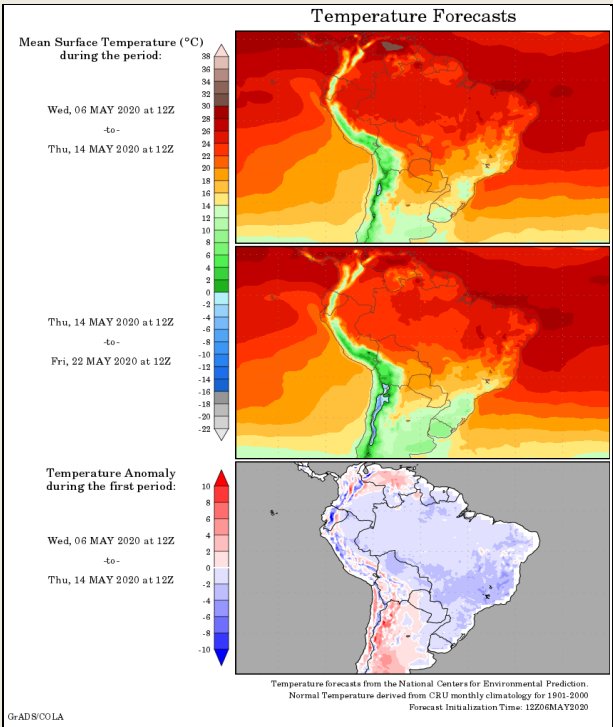 Temperature Forecasts
Mean Surface Temperature (°C)
during the period:
38
36
34
32
30
28
26
24
22
20
18
16
14
12
10
8
6
4
2
0
-2
-4
-6
-8
-10
-12
-14
-16
-18
-20
-22
Wed, 06 MAY 2020 at 12Z
-to-
Thu, 14 MAY 2020 at 12Z
Thu, 14 MAY 2020 at 12Z
-to-
Fri, 22 MAY 2020 at 12Z
Temperature Anomaly
during the first period:
10
8
6
4
2
0
-2
-4
-6
-8
-10
Wed, 06 MAY 2020 at 12Z
-to-
Thu, 14 MAY 2020 at 12Z
Temperature forecasts from the National Centers for Environmental Prediction.
Normal Temperature derived from CRU monthly climatology for 1901-2000
Forecast Initialization Time: 12Z06MAY2020
GrADS/COLA